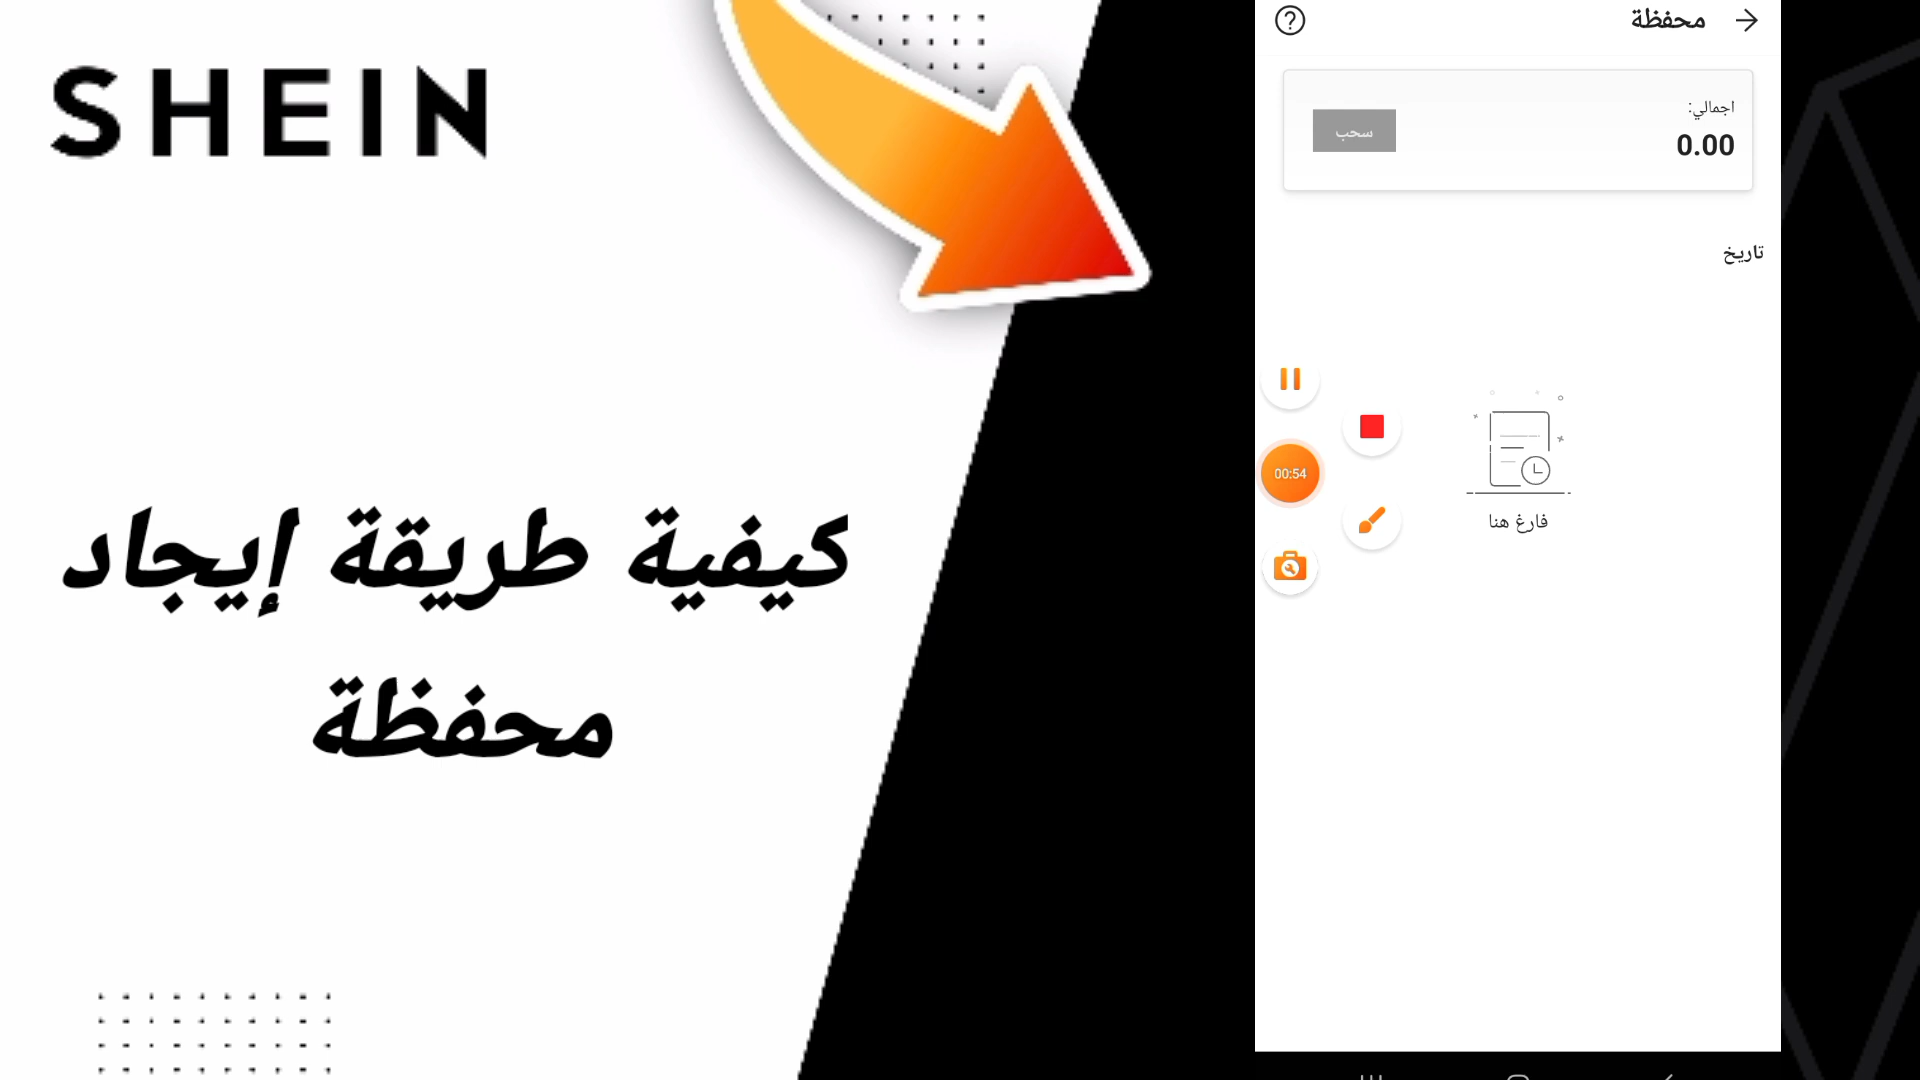 SHEIN
كيفية طريقة إيجاد
محفظة
محفظة
اجمالي:
0.00
سحب
تاريخ
00:54
فارغ هنا